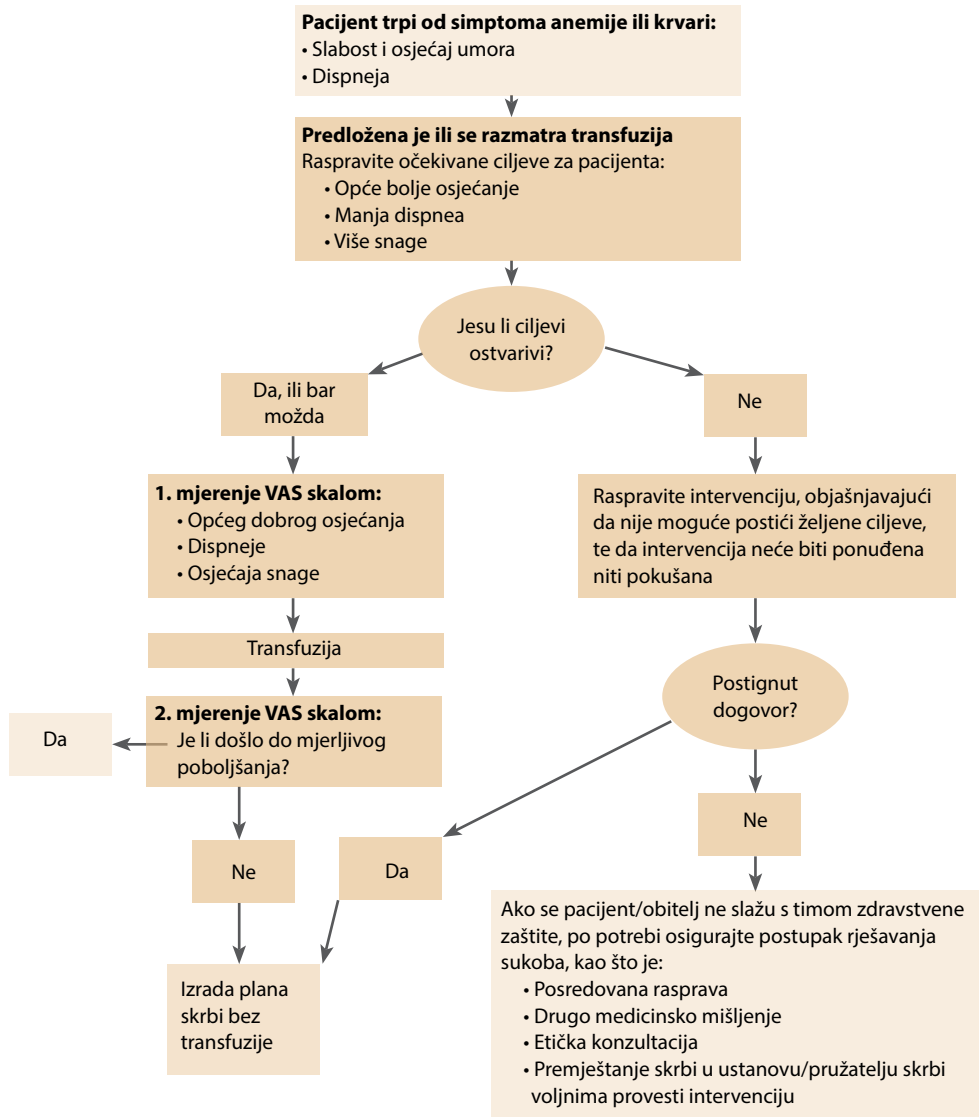 Pacijent trpi od simptoma anemije ili krvari:
• Slabost i osjećaj umora
• Dispneja
Predložena je ili se razmatra transfuzija
Raspravite očekivane ciljeve za pacijenta:
• Opće bolje osjećanje
• Manja dispnea
• Više snage
Jesu li ciljevi
ostvarivi?
Da, ili bar
možda
Ne
1. mjerenje VAS skalom:
• Općeg dobrog osjećanja
• Dispneje
• Osjećaja snage
Raspravite intervenciju, objašnjavajući
da nije moguće postići željene ciljeve,
te da intervencija neće biti ponuđena
niti pokušana
Transfuzija
2. mjerenje VAS skalom:
Je li došlo do mjerljivog
poboljšanja?
Da
Postignut
dogovor?
Ne
Da
Ne
Izrada plana
skrbi bez
transfuzije
Ako se pacijent/obitelj ne slažu s timom zdravstvene
zaštite, po potrebi osigurajte postupak rješavanja
sukoba, kao što je:
• Posredovana rasprava
• Drugo medicinsko mišljenje
• Etička konzultacija
• Premještanje skrbi u ustanovu/pružatelju skrbi
voljnima provesti intervenciju